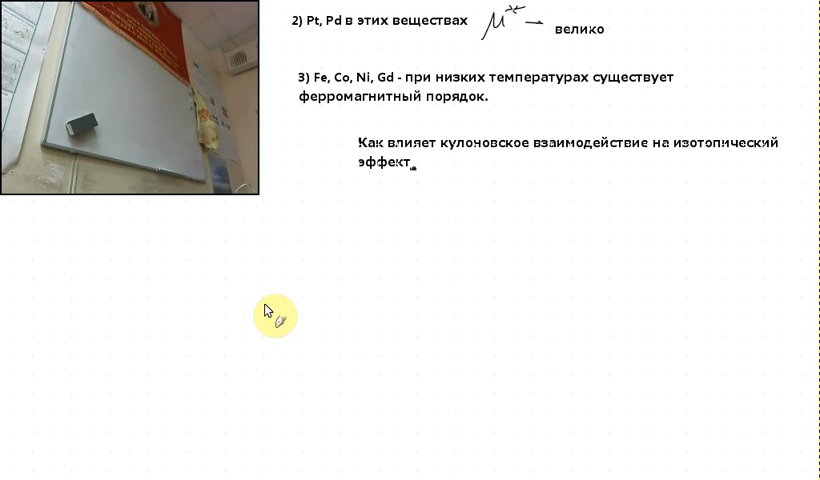 2) Pt, Pd в этих веществах μ* – велико
3) Fe, Co, Ni, Gd - при низких температурах существует
ферромагнитный порядок.
Как влияет кулоновское взаимодействие на изотопический
эффект